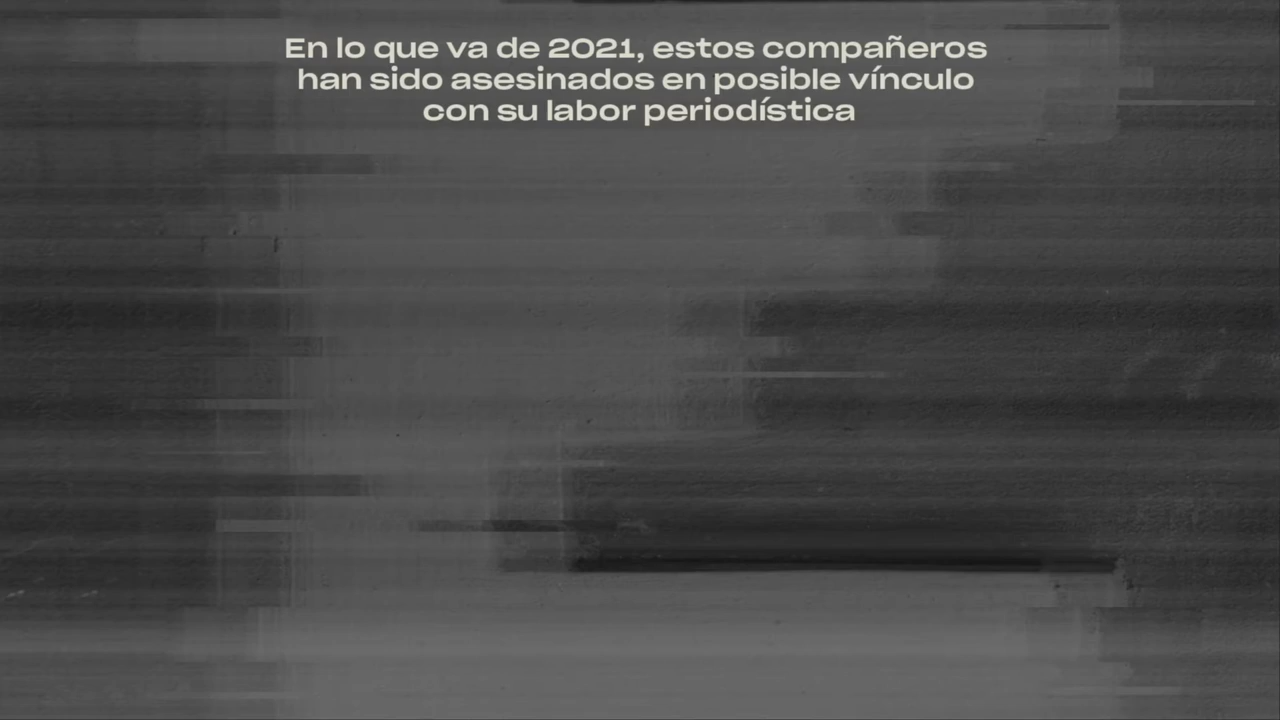 En lo que va de 2021, estos compañeros
han sido asesinados en posible vínculo
con su labor periodística